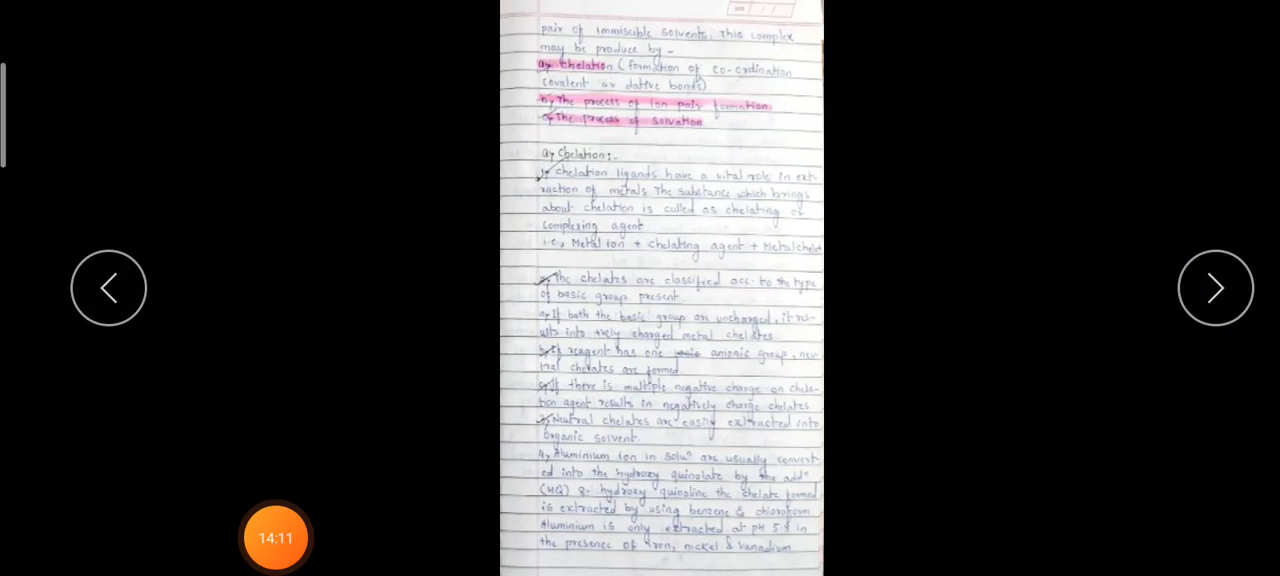 pair of immiscible solvents. This complex
may be produce by -
a) chelation (formation of co-ordination
covalent or dative bonds)
b) The process of ion pair formation.
c) The process of solvation
a) Chelation:-
1) chelation ligands have a vital role in ext-
raction of metals. The substance which brings
about chelation is called as chelating or
complexing agent
i.e., Metal ion + chelating agent + Metal chela
2) The chelates are classified acc. to the type
of basic group present.
a) If both the basic group are uncharged, it res-
ults into +vely charged metal chelates
b) If reagent has one anionic group, neu-
tral chelates are formed
c) If there is multiple negative charge on chela-
tion agent results in negatively charge chelates
3) Neutral chelates are easily extracted into
organic solvent
4) Aluminium ion in soluⁿ are usually convert-
ed into the hydroxy quinolate by the addⁿ
(HQ) 8- hydroxy quinoline the chelate formed
is extracted by using benzene & chloroform
Aluminium is only extracted at pH 5 in
the presence of iron, nickel & vanadium
14:11